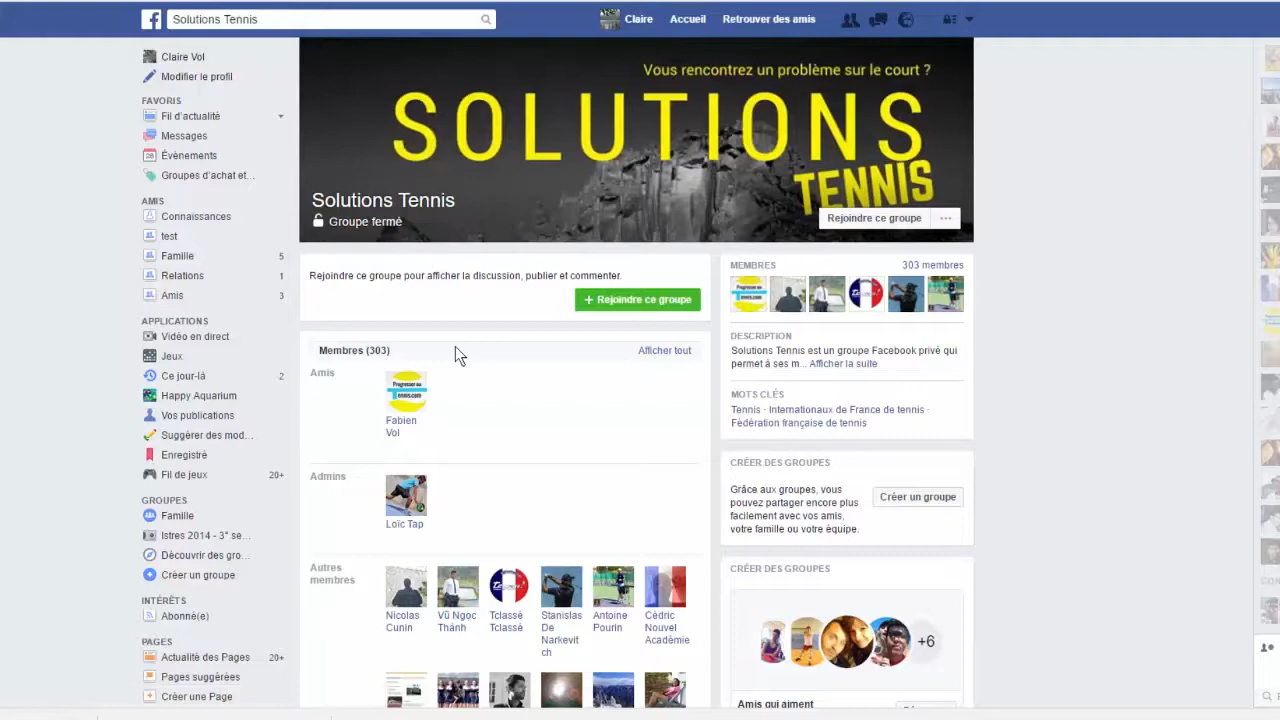 Solutions Tennis
Claire
Accueil
Retrouver des amis
Claire Vol
Modifier le profil
FAVORIS
Fil d'actualité
Messages
Évènements
Groupes d'achat et...
AMIS
Connaissances
test
Famille 5
Relations 1
Amis 3
APPLICATIONS
Vidéo en direct
Jeux
Ce jour-là 2
Happy Aquarium
Vos publications
Suggérer des mod...
Enregistré
Fil de jeux 20+
GROUPES
Famille
Istres 2014 - 3° se...
Découvrir des gro...
Créer un groupe
INTÉRÊTS
Abonné(e)
PAGES
Actualité des Pages 20+
Pages suggérées
Créer une Page
Vous rencontrez un problème sur le court ?
SOLUTIONS
TENNIS
Solutions Tennis
Groupe fermé
Rejoindre ce groupe
Rejoindre ce groupe pour afficher la discussion, publier et commenter.
+ Rejoindre ce groupe
Membres (303)
Afficher tout
Amis
Progresser au
Tennis.com
Fabien
Vol
Admins
Loïc Tap
Autres
membres
Nicolas
Cunin
Vũ Ngọc
Thánh
Tclassé
Tclassé
Stanislas
De
Narkevit
ch
Antoine
Pourin
Cédric
Nouvel
Académie
MEMBRES
303 membres
DESCRIPTION
Solutions Tennis est un groupe Facebook privé qui
permet à ses m... Afficher la suite
MOTS CLÉS
Tennis · Internationaux de France de tennis ·
Fédération française de tennis
CRÉER DES GROUPES
Grâce aux groupes, vous
pouvez partager encore plus
facilement avec vos amis,
votre famille ou votre équipe.
Créer un groupe
CRÉER DES GROUPES
+6
Amis qui aiment